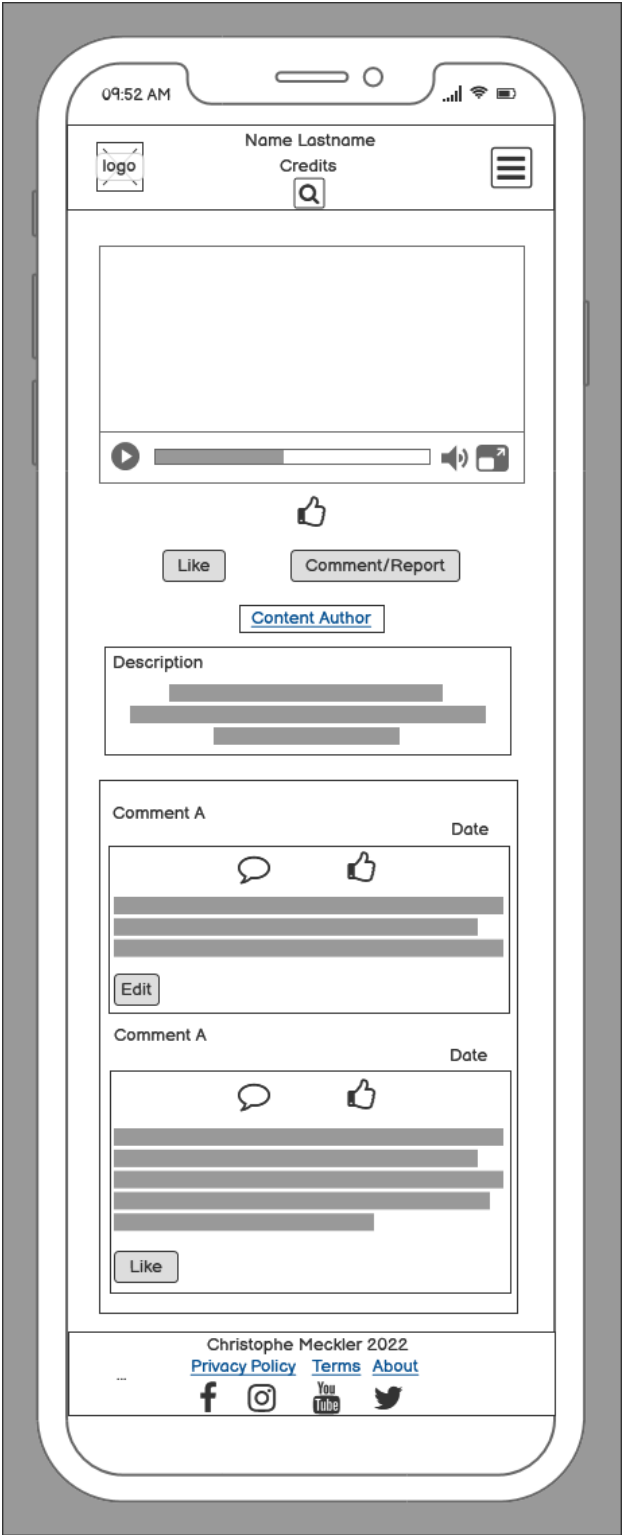 09:52 AM
logo
Name Lastname
Credits
Like
Comment/Report
Content Author
Description
Comment A
Date
Edit
Comment A
Date
Like
Christophe Meckler 2022
Privacy Policy Terms About
...
You
Tube